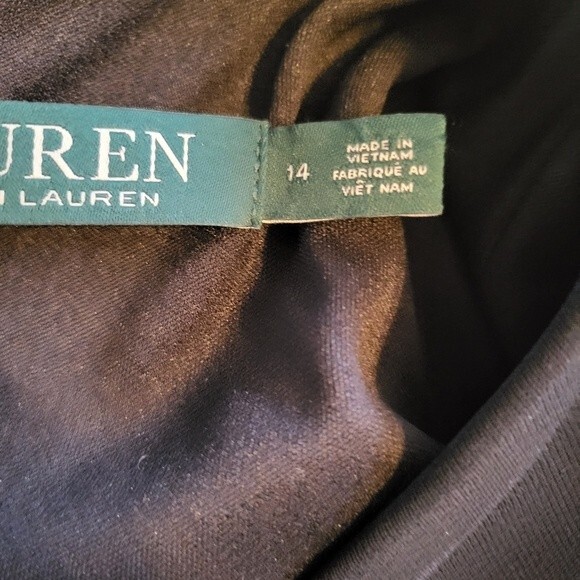 UREN
LAUREN
14
MADE IN
VIETNAM
FABRIQUÉ AU
VIÊT NAM